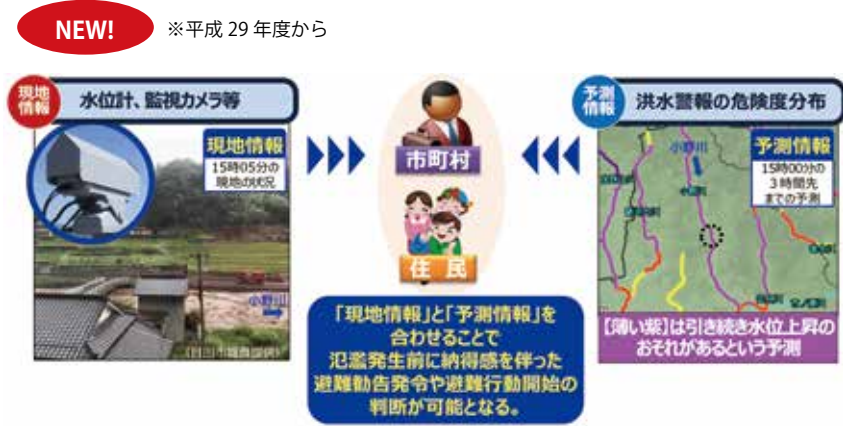 NEW!
※平成 29 年度から
現地
情報
水位計、監視カメラ等
現地情報
15時05分の
現地の状況
小野川
市町村
住 民
予測
情報
洪水警報の危険度分布
予測情報
15時00分の
3時間先
までの予測
小野川
【薄い紫】は引き続き水位上昇の
おそれがあるという予測
「現地情報」と「予測情報」を
合わせることで
氾濫発生前に納得感を伴った
避難勧告発令や避難行動開始の
判断が可能となる。